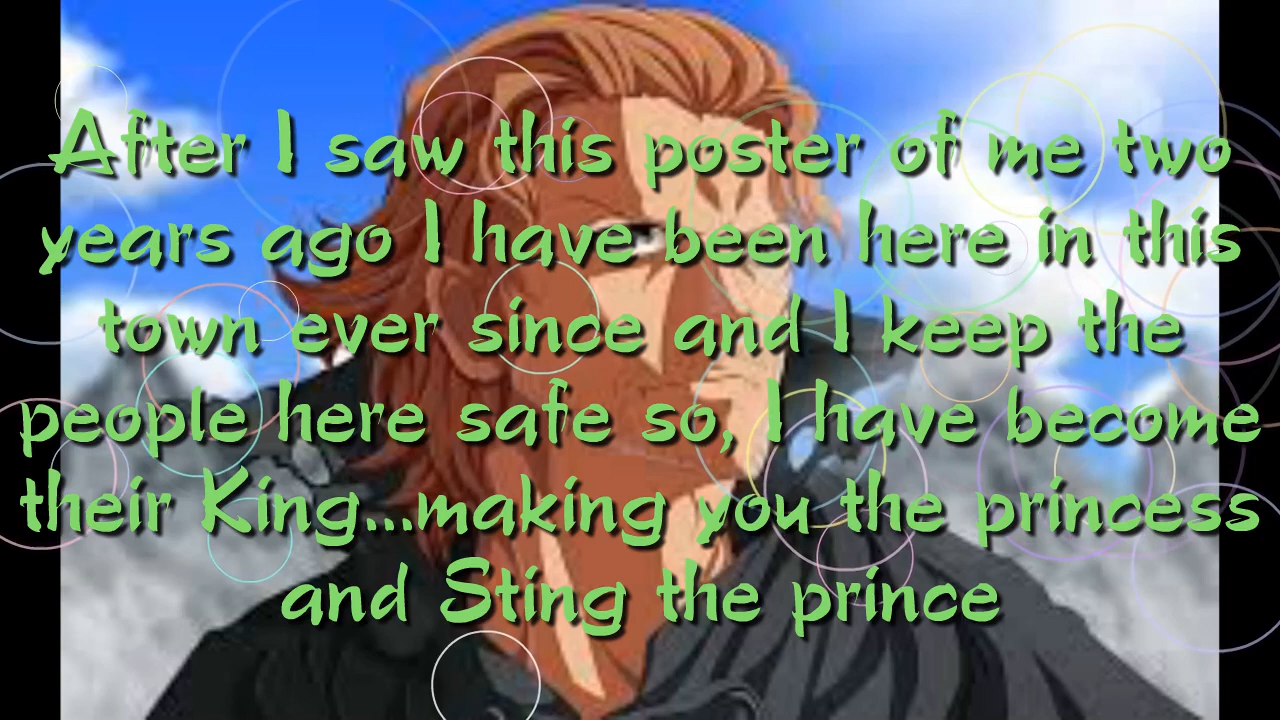 After I saw this poster of me two
years ago I have been here in this
town ever since and I keep the
people here safe so, I have become
their King...making you the princess
and Sting the prince